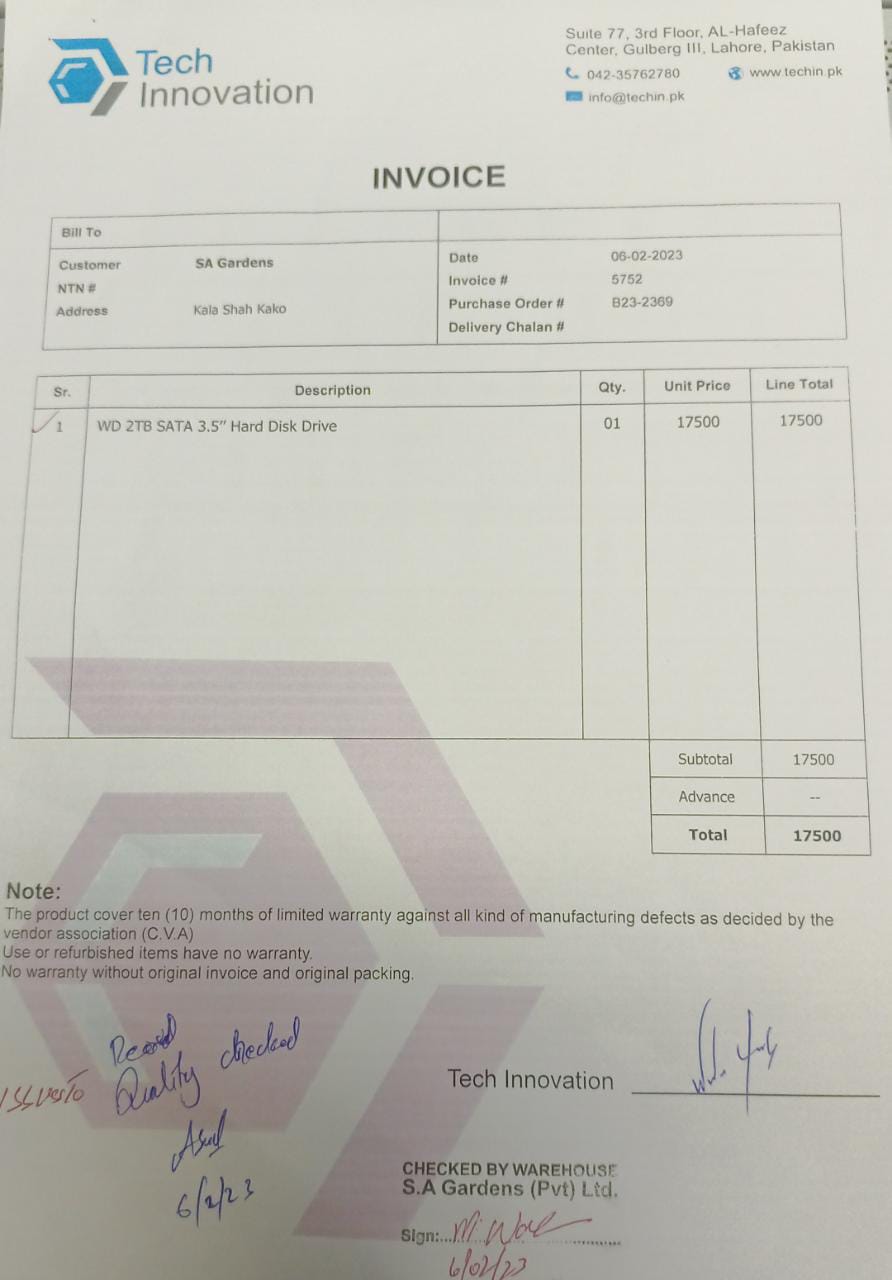 Tech
Innovation
Suite 77, 3rd Floor, AL-Hafeez
Center, Gulberg III, Lahore, Pakistan
042-35762780 www.techin.pk
info@techin.pk
INVOICE
Bill To
Customer SA Gardens
NTN #
Address Kala Shah Kako
Date 06-02-2023
Invoice # 5752
Purchase Order # B23-2369
Delivery Chalan #
Sr. Description Qty. Unit Price Line Total
1 WD 2TB SATA 3.5” Hard Disk Drive 01 17500 17500
Subtotal 17500
Advance --
Total 17500
Note:
The product cover ten (10) months of limited warranty against all kind of manufacturing defects as decided by the
vendor association (C.V.A)
Use or refurbished items have no warranty.
No warranty without original invoice and original packing.
Quality checked
6/2/23
Tech Innovation
CHECKED BY WAREHOUSE
S.A Gardens (Pvt) Ltd.
Sign:
6/02/23